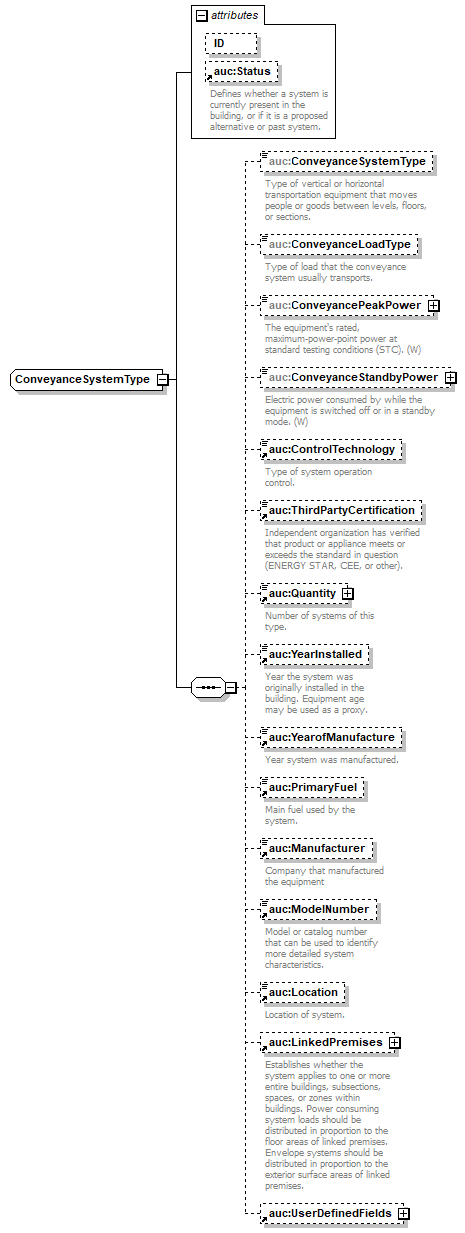 attributes
ID
auc:Status
Defines whether a system is
currently present in the
building, or if it is a proposed
alternative or past system.
auc:ConveyanceSystemType
Type of vertical or horizontal
transportation equipment that moves
people or goods between levels, floors,
or sections.
auc:ConveyanceLoadType
Type of load that the conveyance
system usually transports.
auc:ConveyancePeakPower
The equipment's rated,
maximum-power-point power at
standard testing conditions (STC). (W)
ConveyanceSystemType
auc:ConveyanceStandbyPower
Electric power consumed by while the
equipment is switched off or in a standby
mode. (W)
auc:ControlTechnology
Type of system operation
control.
auc:ThirdPartyCertification
Independent organization has verified
that product or appliance meets or
exceeds the standard in question
(ENERGY STAR, CEE, or other).
auc:Quantity
Number of systems of this
type.
auc:YearInstalled
Year the system was
originally installed in the
building. Equipment age
may be used as a proxy.
auc:YearofManufacture
Year system was manufactured.
auc:PrimaryFuel
Main fuel used by the
system.
auc:Manufacturer
Company that manufactured
the equipment
auc:ModelNumber
Model or catalog number
that can be used to identify
more detailed system
characteristics.
auc:Location
Location of system.
auc:LinkedPremises
Establishes whether the
system applies to one or more
entire buildings, subsections,
spaces, or zones within
buildings. Power consuming
system loads should be
distributed in proportion to the
floor areas of linked premises.
Envelope systems should be
distributed in proportion to the
exterior surface areas of linked
premises.
auc:UserDefinedFields